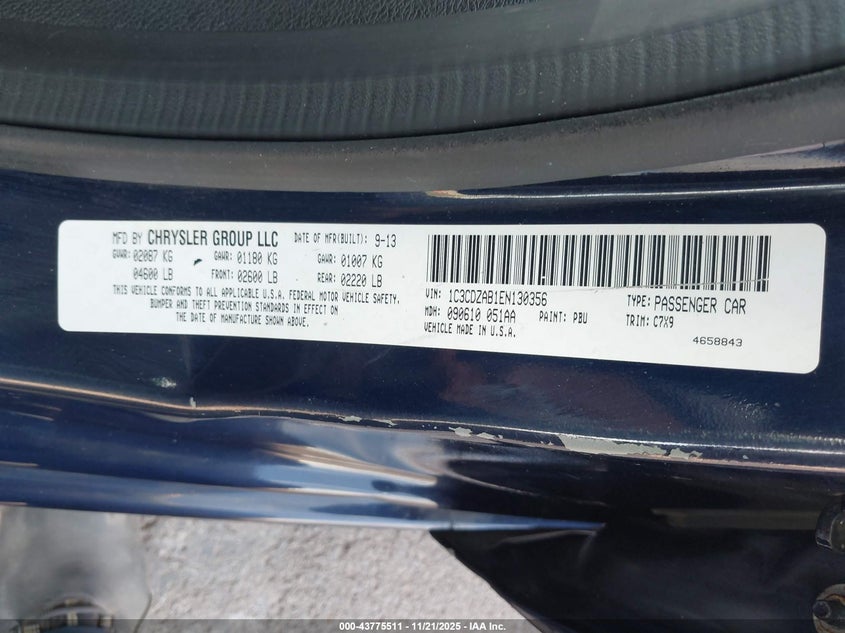 MFD BY CHRYSLER GROUP LLC DATE OF MFR(BUILT): 9-13
GVWR: 02087 KG GAWR: 01180 KG GAWR: 01007 KG
04600 LB FRONT: 02600 LB REAR: 02220 LB
THIS VEHICLE CONFORMS TO ALL APPLICABLE U.S.A. FEDERAL MOTOR VEHICLE SAFETY,
BUMPER AND THEFT PREVENTION STANDARDS IN EFFECT ON
THE DATE OF MANUFACTURE SHOWN ABOVE.
VIN: 1C3CDZAB1EN130356 TYPE: PASSENGER CAR
MDH: 090610 051AA PAINT: PBU TRIM: C7X9
VEHICLE MADE IN U.S.A.
4658843
000-43775511 - 11/21/2025 - IAA Inc.